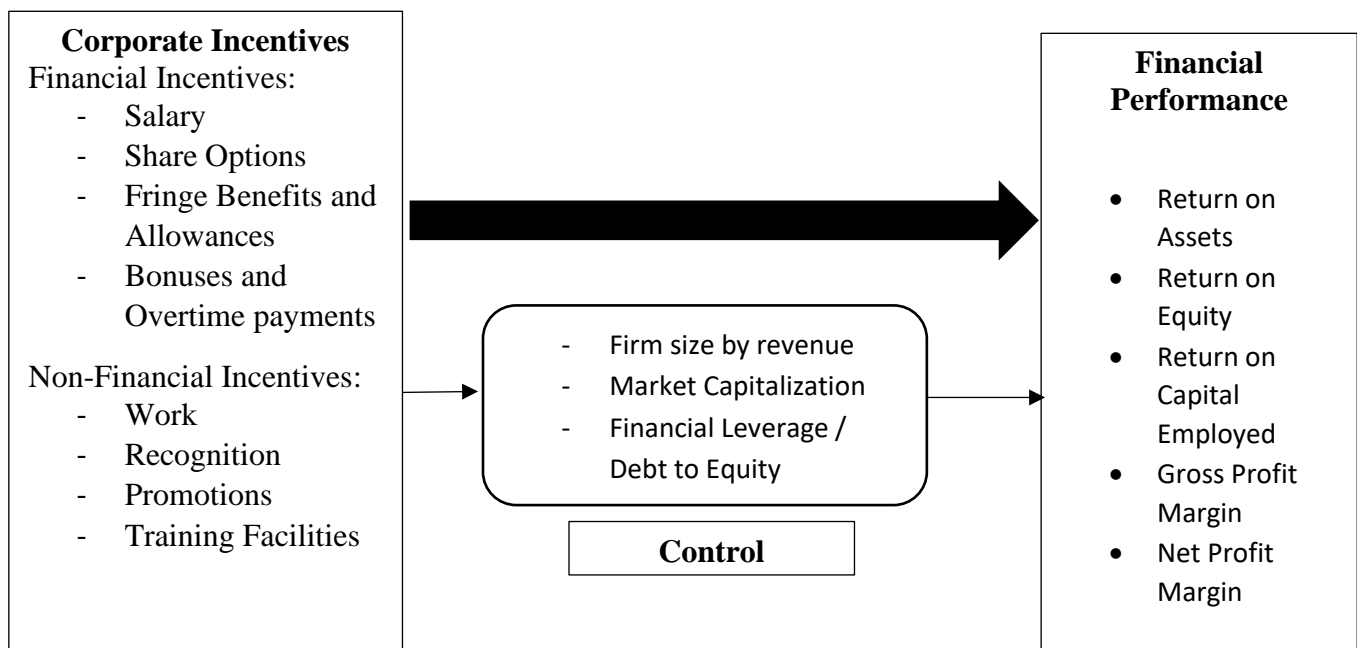 Corporate Incentives
Financial Incentives:
- Salary
- Share Options
- Fringe Benefits and
Allowances
- Bonuses and
Overtime payments
Non-Financial Incentives:
- Work
- Recognition
- Promotions
- Training Facilities
- Firm size by revenue
- Market Capitalization
- Financial Leverage /
Debt to Equity
Control
Financial
Performance
• Return on
Assets
• Return on
Equity
• Return on
Capital
Employed
• Gross Profit
Margin
• Net Profit
Margin